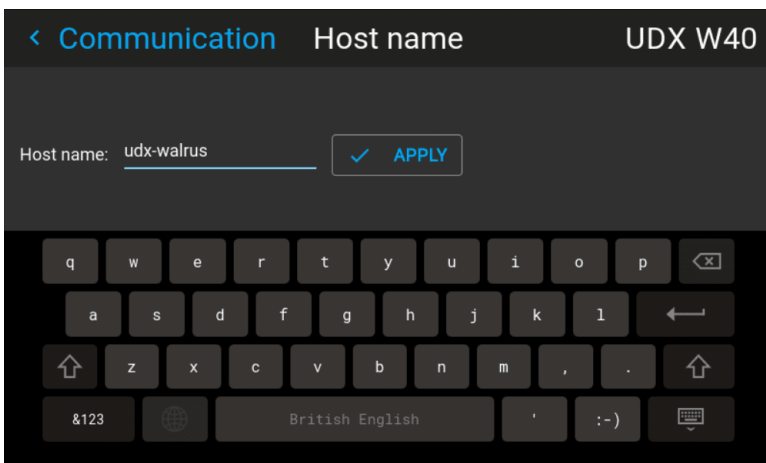 Communication Host name UDX W40
Host name: udx-walrus APPLY
q w e r t y u i o p
a s d f g h j k l
z x c v b n m , .
&123 British English ' :-)